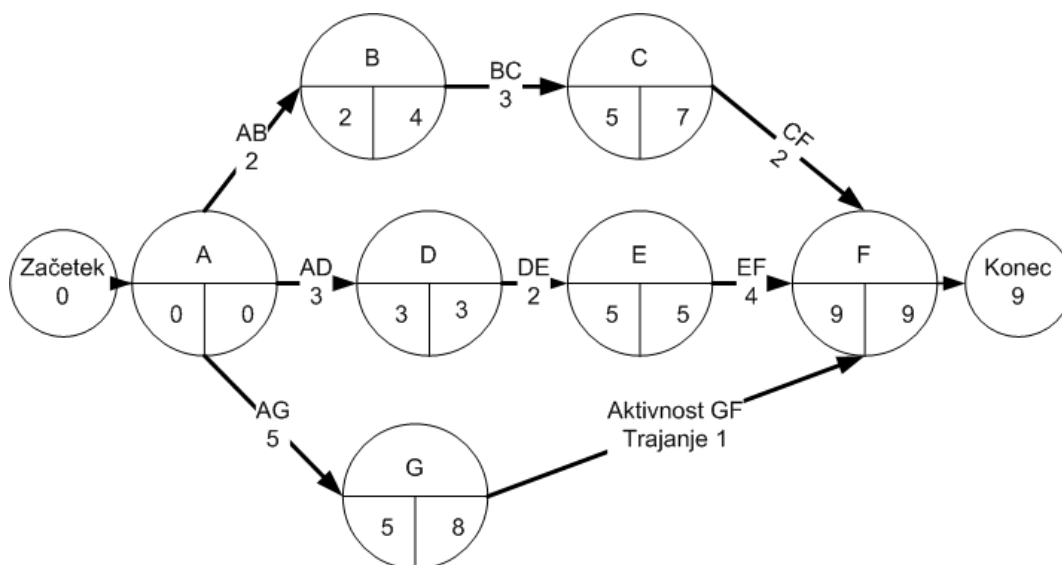 B
2 4
BC
3
C
5 7
AB
2
CF
2
Začetek
0
A
0 0
AD
3
D
3 3
DE
2
E
5 5
EF
4
F
9 9
Konec
9
AG
5
Aktivnost GF
Trajanje 1
G
5 8